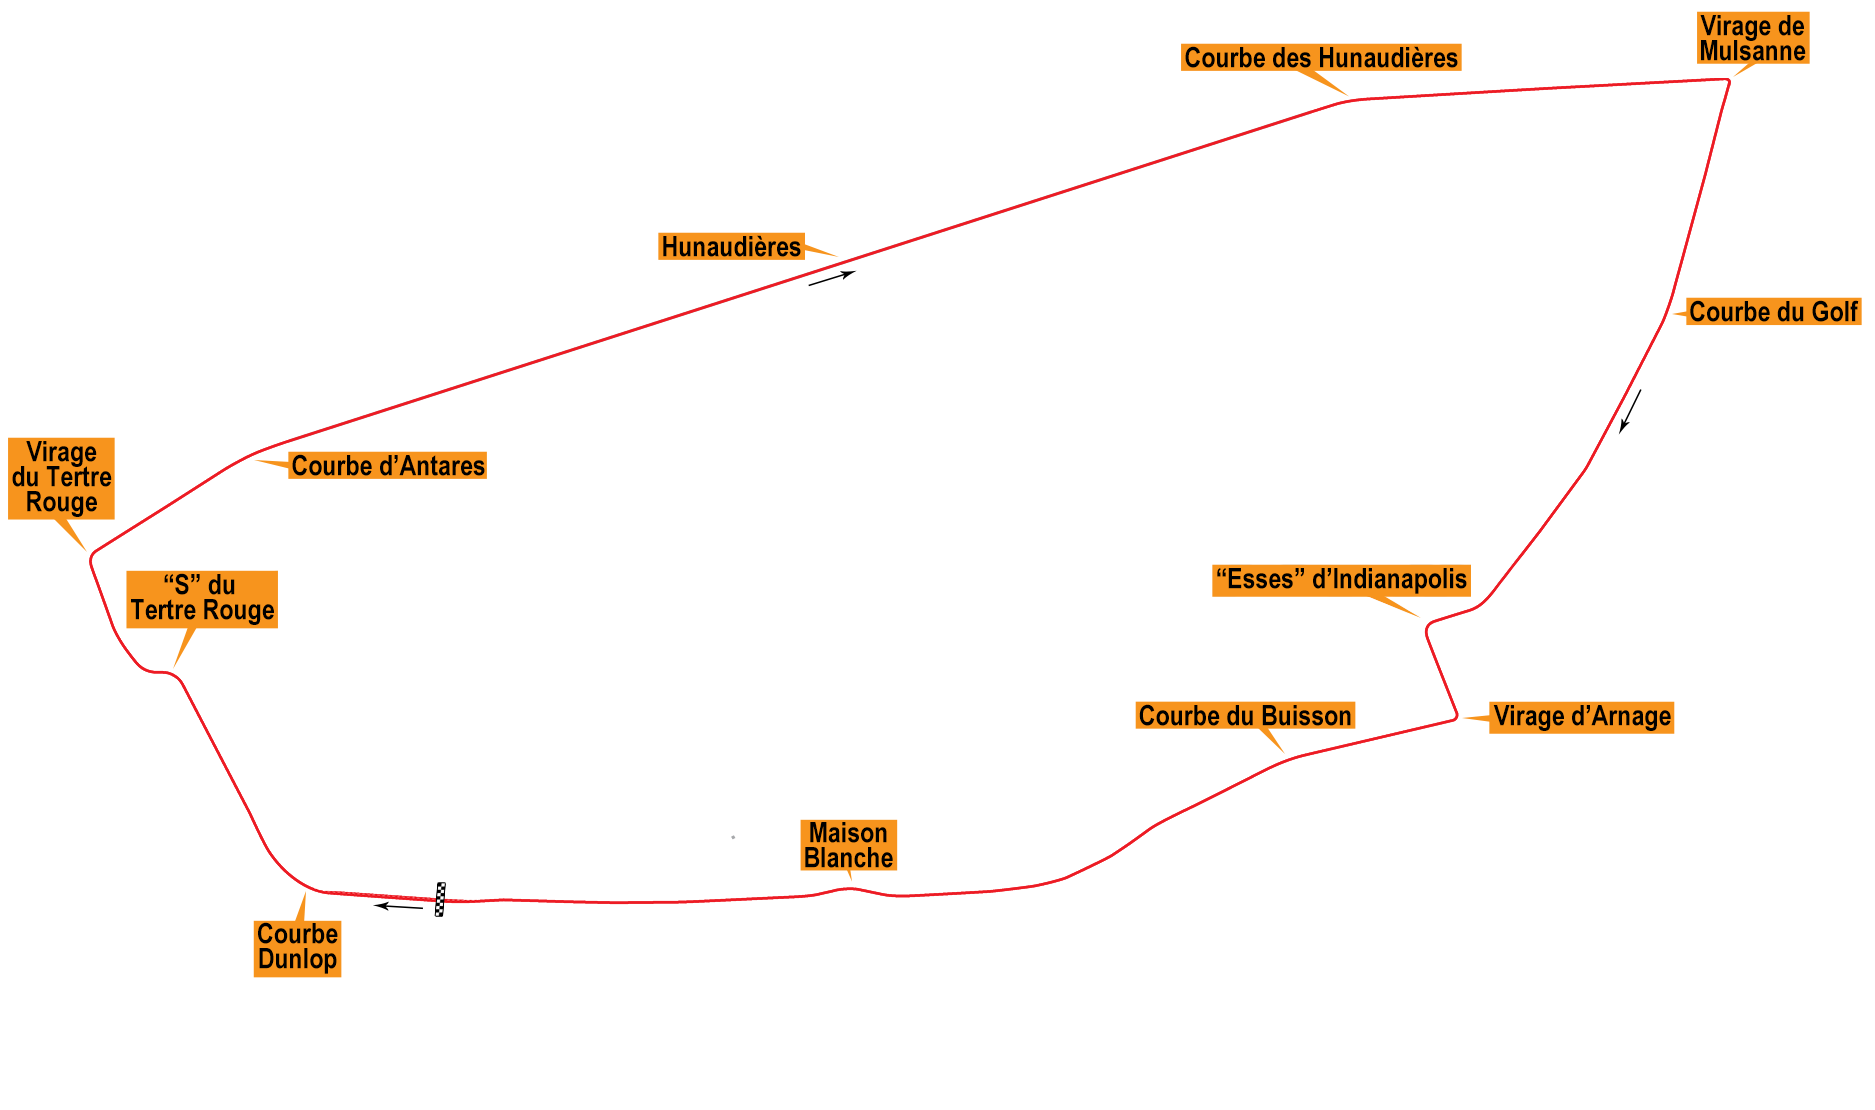 Virage de
Mulsanne
Courbe des Hunaudières
Hunaudières
Courbe du Golf
Virage
du Tertre
Rouge
Courbe d’Antares
“S” du
Tertre Rouge
“Esses” d’Indianapolis
Courbe du Buisson
Virage d’Arnage
Maison
Blanche
Courbe
Dunlop